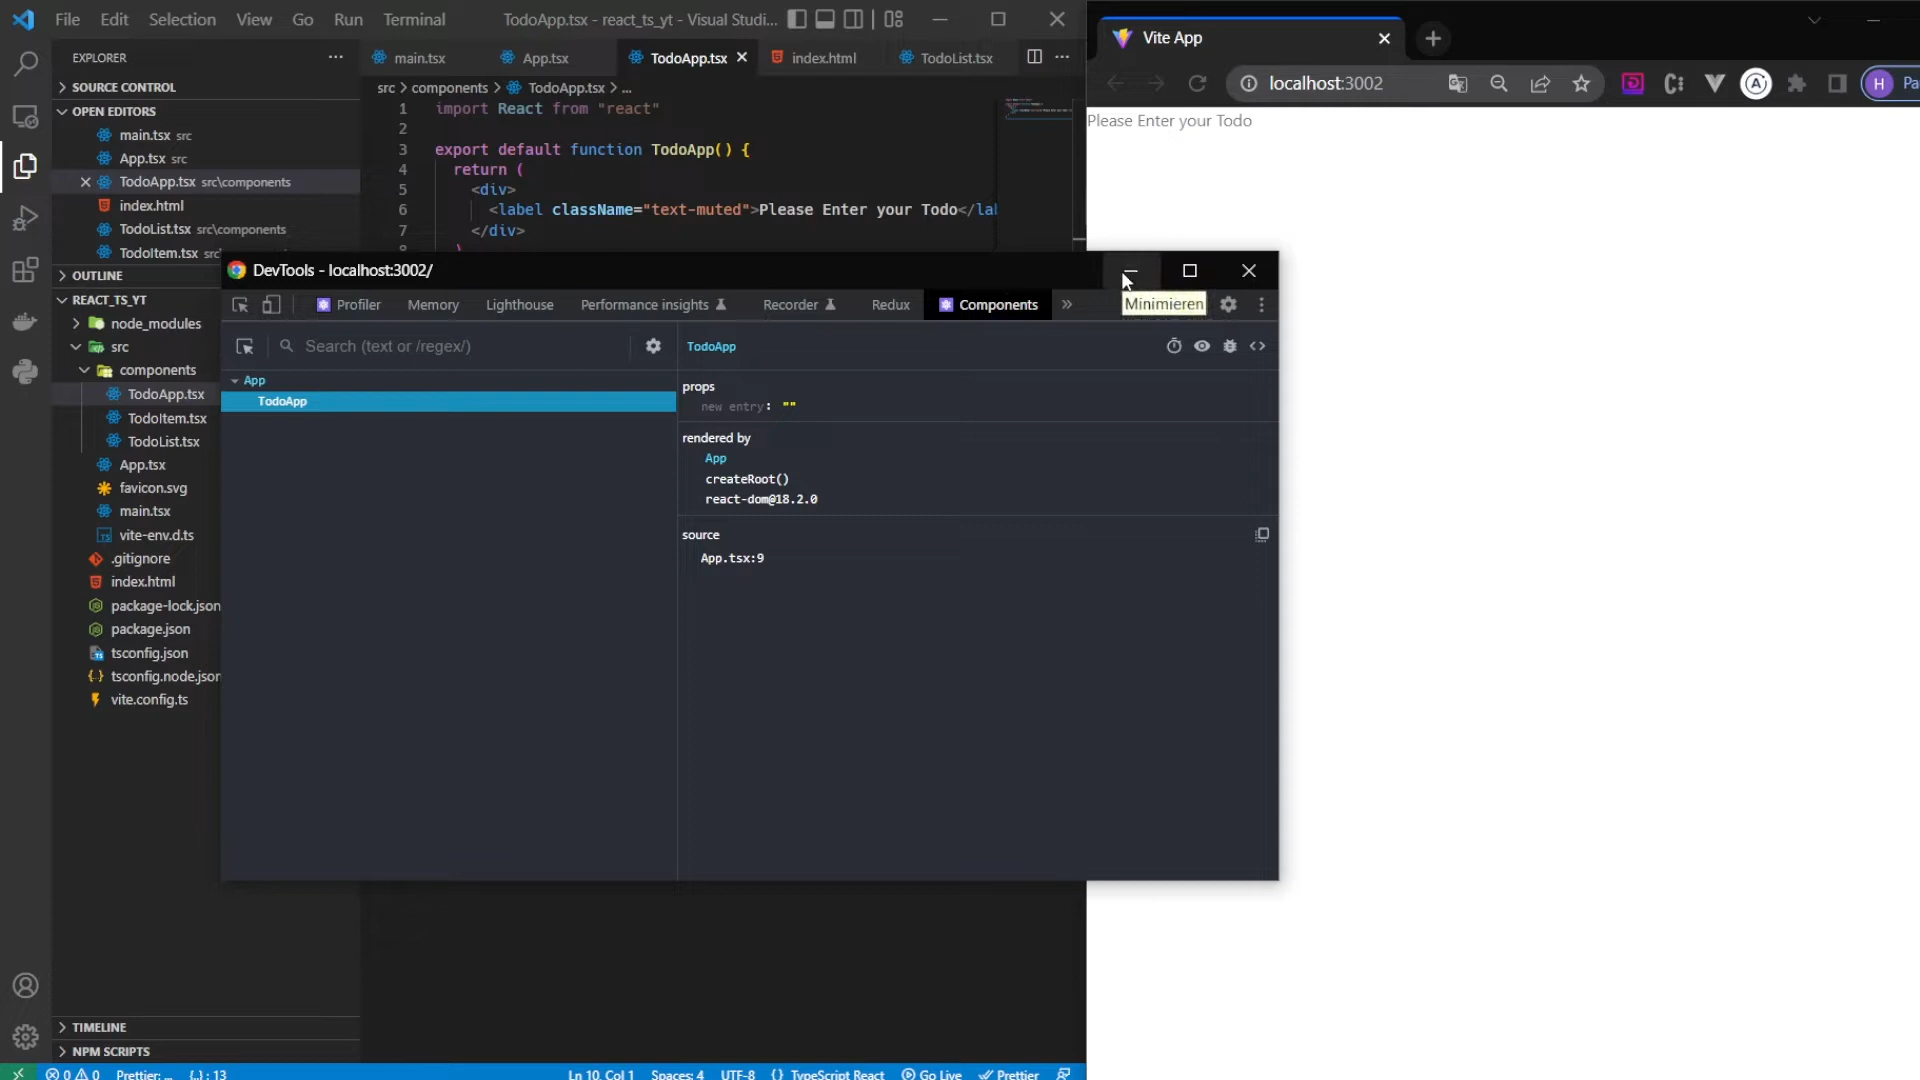 File Edit Selection View Go Run Terminal TodoApp.tsx - react_ts_yt - Visual Studi...
EXPLORER
SOURCE CONTROL
OPEN EDITORS
main.tsx src
App.tsx src
TodoApp.tsx src\components
index.html
TodoList.tsx src\components
TodoItem.tsx src\
OUTLINE
REACT_TS_YT
node_modules
src
components
TodoApp.tsx
TodoItem.tsx
TodoList.tsx
App.tsx
favicon.svg
main.tsx
vite-env.d.ts
.gitignore
index.html
package-lock.json
package.json
tsconfig.json
tsconfig.node.json
vite.config.ts
TIMELINE
NPM SCRIPTS
main.tsx App.tsx TodoApp.tsx index.html TodoList.tsx
src > components > TodoApp.tsx > ...
1 import React from "react"
2
3 export default function TodoApp() {
4 return (
5 <div>
6 <label className="text-muted">Please Enter your Todo</lab
7 </div>
8 )
DevTools - localhost:3002/
Profiler Memory Lighthouse Performance insights Recorder Redux Components »
Minimieren
Search (text or /regex/)
App
TodoApp
TodoApp
props
new entry: ""
rendered by
App
createRoot()
react-dom@18.2.0
source
App.tsx:9
0 0 Prettier: ... {..} : 13 Ln 10, Col 1 Spaces: 4 UTF-8 {} TypeScript React Go Live Prettier
Vite App
localhost:3002
H Pa
Please Enter your Todo